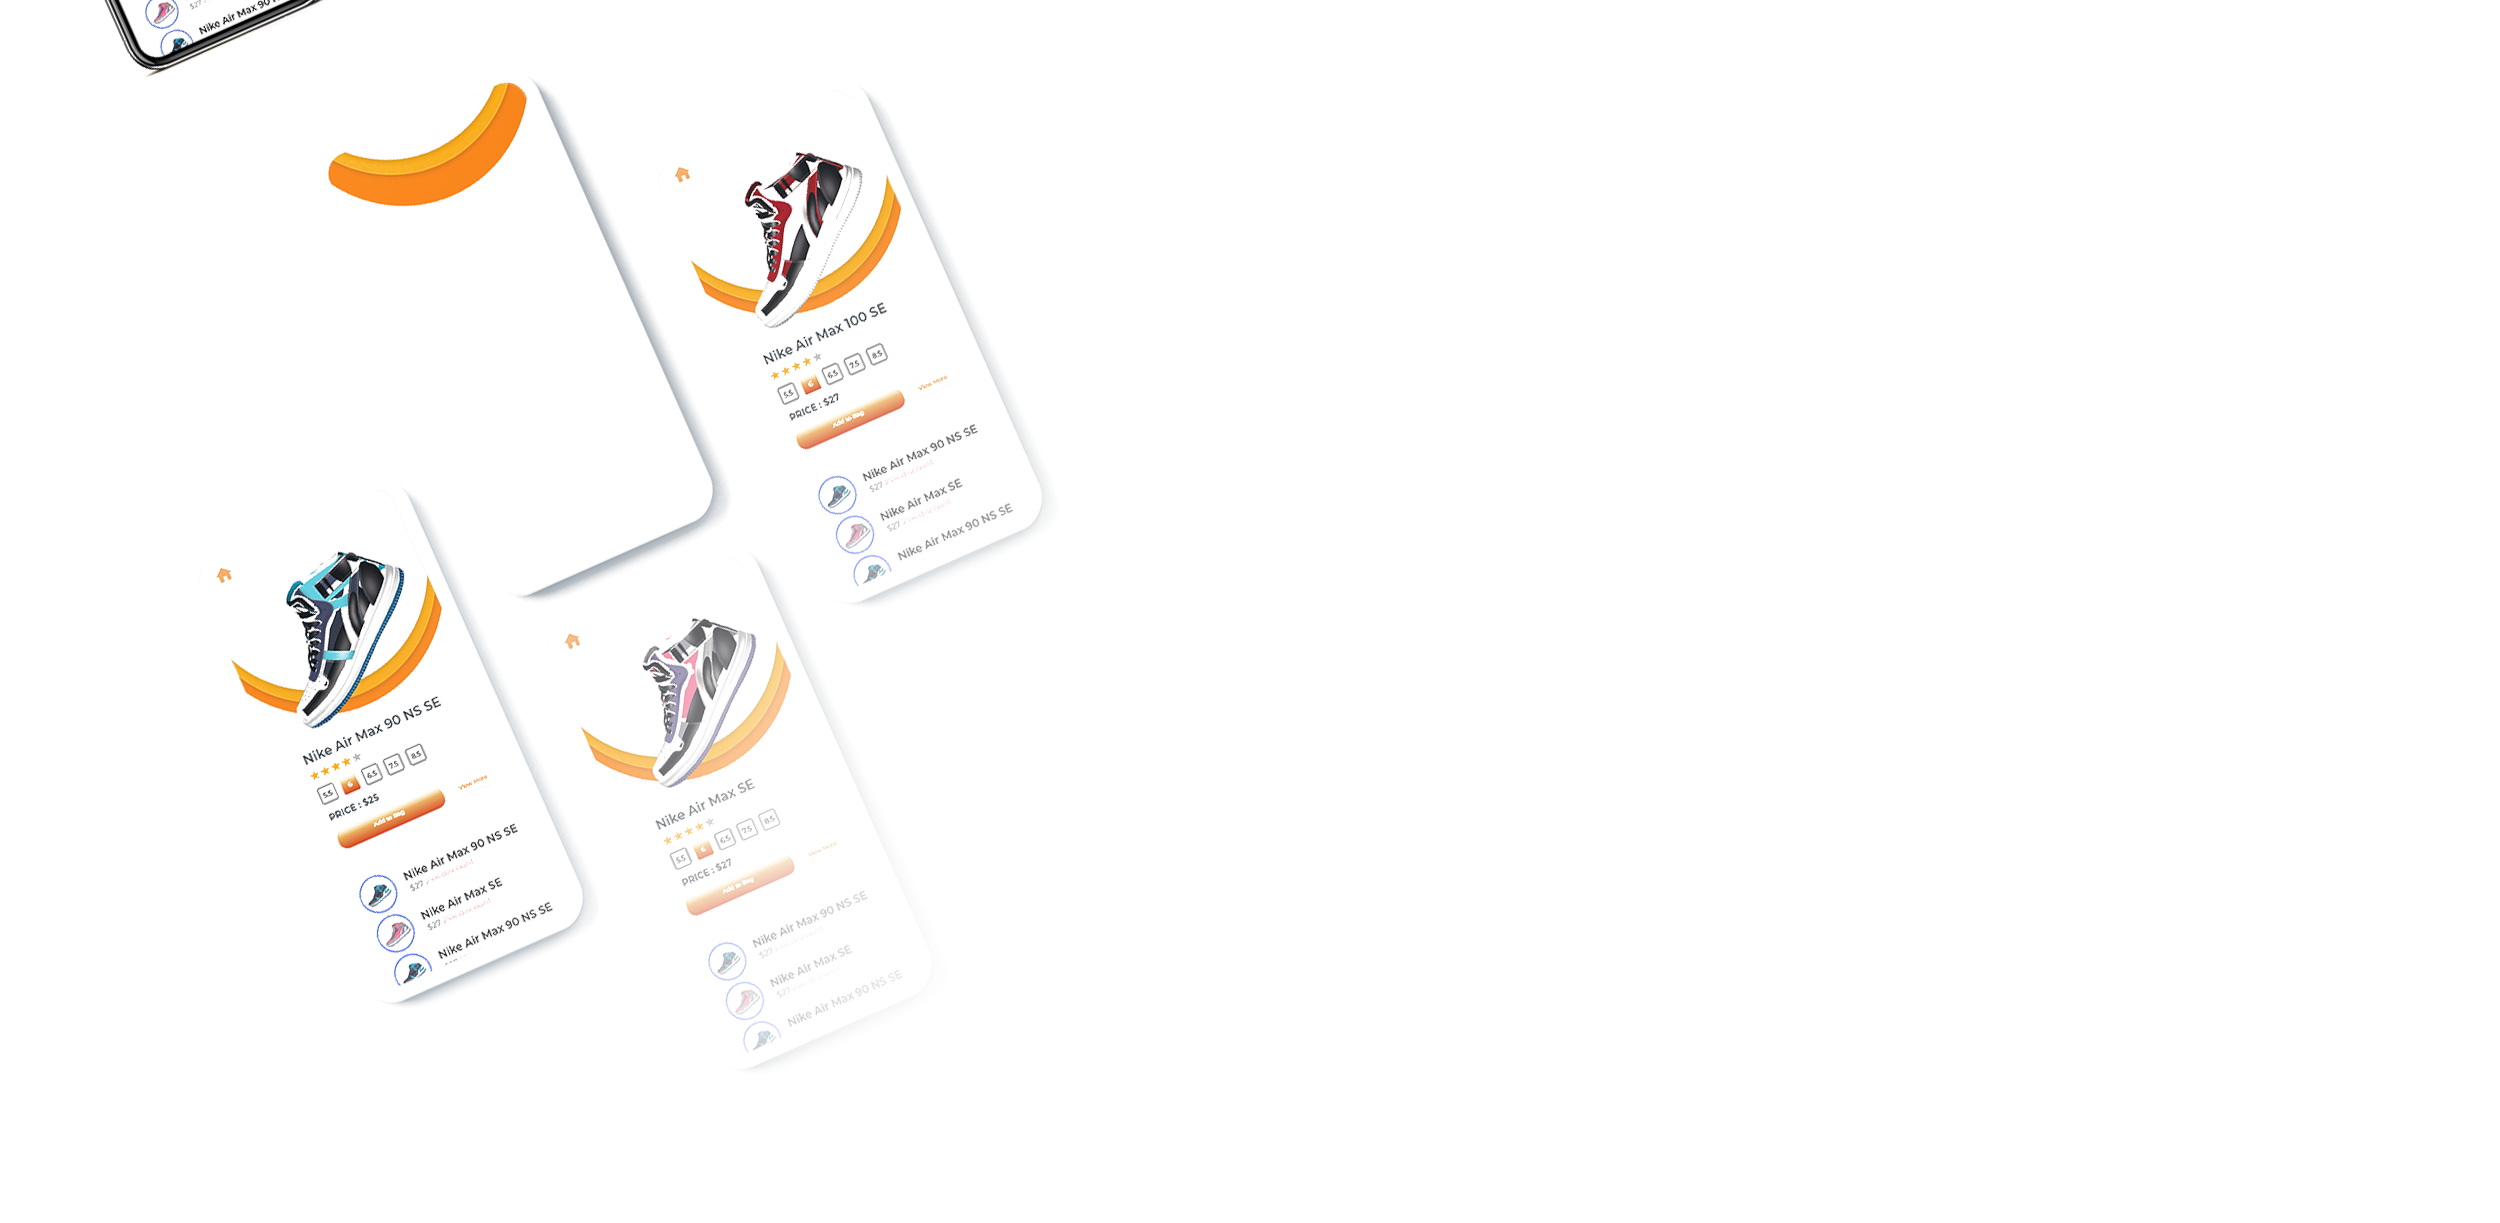 $27
Nike Air Max 90
Nike Air Max 100 SE
5.5 6 6.5 7.5 8.5
PRICE : $27
View More
Add to Bag
Nike Air Max 90 NS SE
$27
Nike Air Max SE
$27
Nike Air Max 90 NS SE
Nike Air Max 90 NS SE
5.5 6 6.5 7.5 8.5
PRICE : $25
View More
Add to Bag
Nike Air Max 90 NS SE
$27
Nike Air Max SE
$27
Nike Air Max 90 NS SE
Nike Air Max SE
5.5 6 6.5 7.5 8.5
PRICE : $27
View More
Add to Bag
Nike Air Max 90 NS SE
$27
Nike Air Max SE
$27
Nike Air Max 90 NS SE